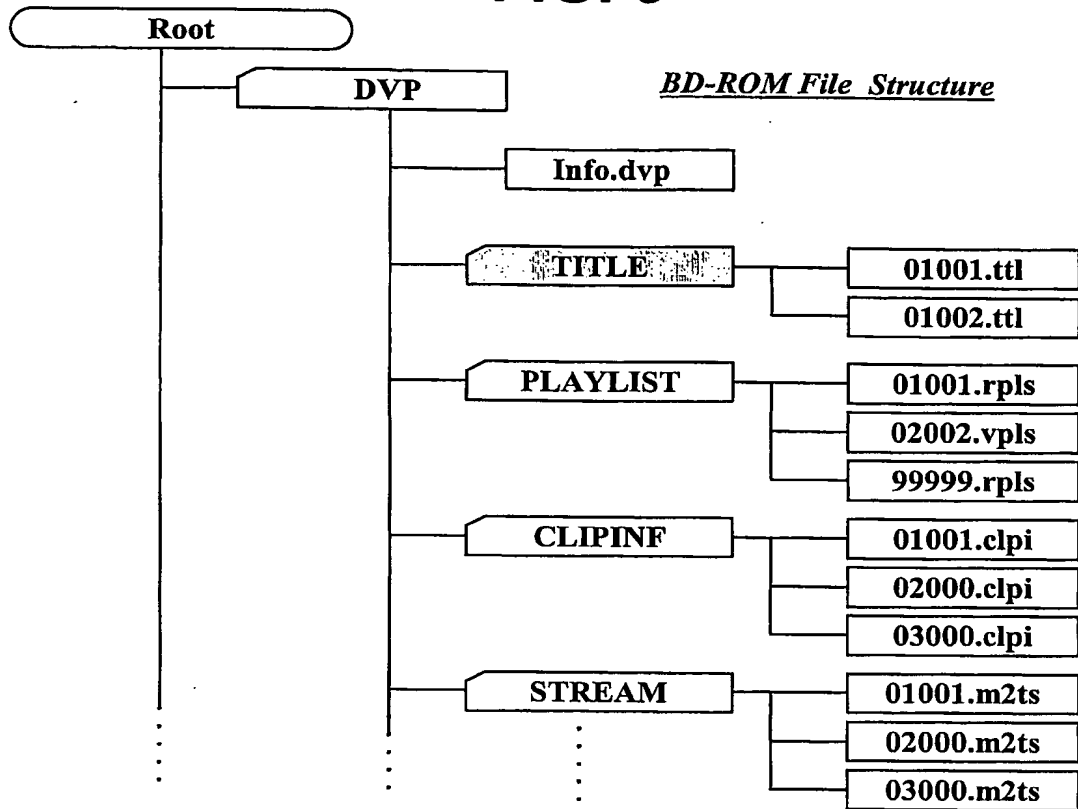 Root
DVP
BD-ROM File Structure
Info.dvp
TITLE
01001.ttl
01002.ttl
PLAYLIST
01001.rpls
02002.vpls
99999.rpls
CLIPINF
01001.clpi
02000.clpi
03000.clpi
STREAM
01001.m2ts
02000.m2ts
03000.m2ts